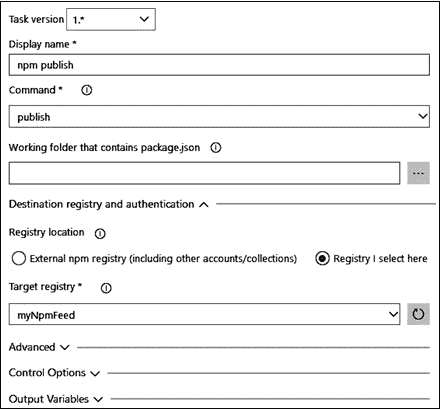 Task version 1.*
Display name *
npm publish
Command *
publish
Working folder that contains package.json
...
Destination registry and authentication
Registry location
External npm registry (including other accounts/collections) Registry I select here
Target registry *
myNpmFeed
Advanced
Control Options
Output Variables